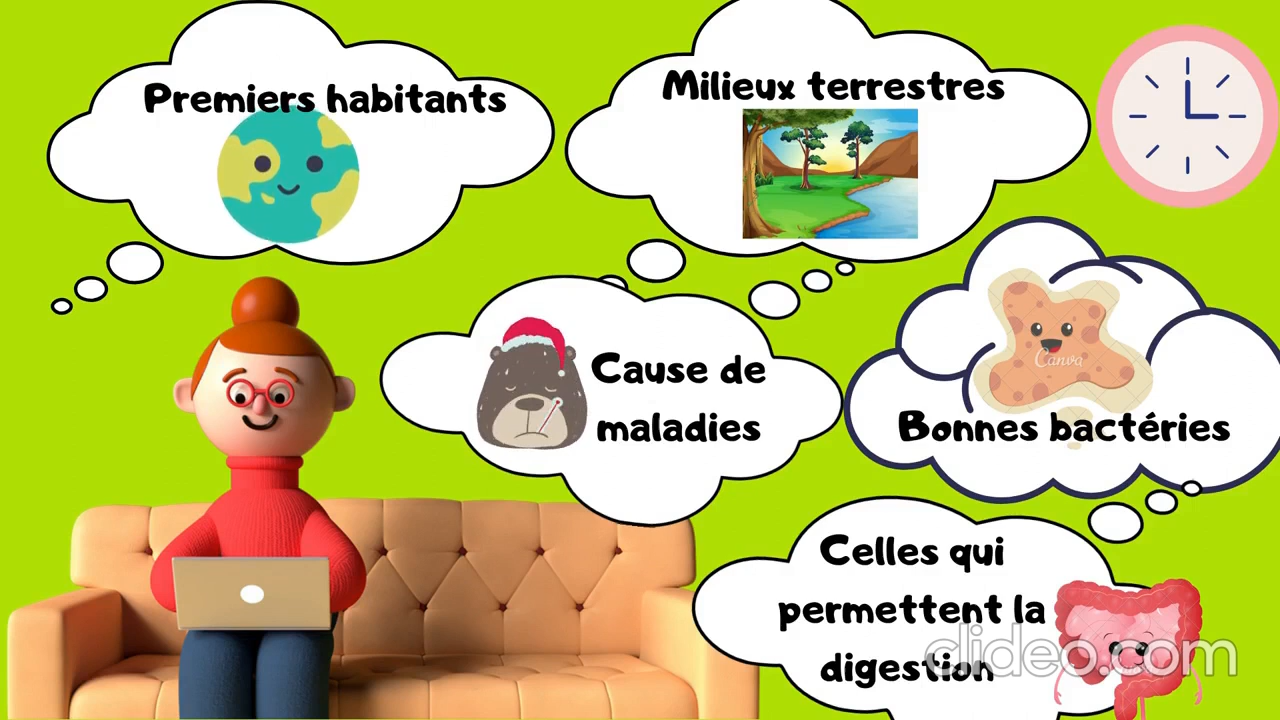 Premiers habitants
Milieux terrestres
Cause de
maladies
Canva
Bonnes bactéries
Celles qui
permettent la
digestion
clideo.com